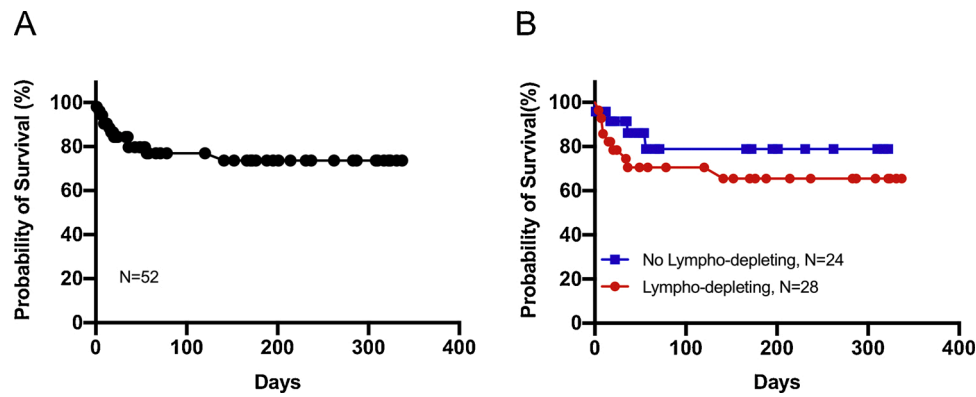 A
Probability of Survival (%)
100
80
60
40
20
0
N=52
0 100 200 300 400
Days
B
Probability of Survival(%)
100
80
60
40
20
0
No Lympho-depleting, N=24
Lympho-depleting, N=28
0 100 200 300 400
Days